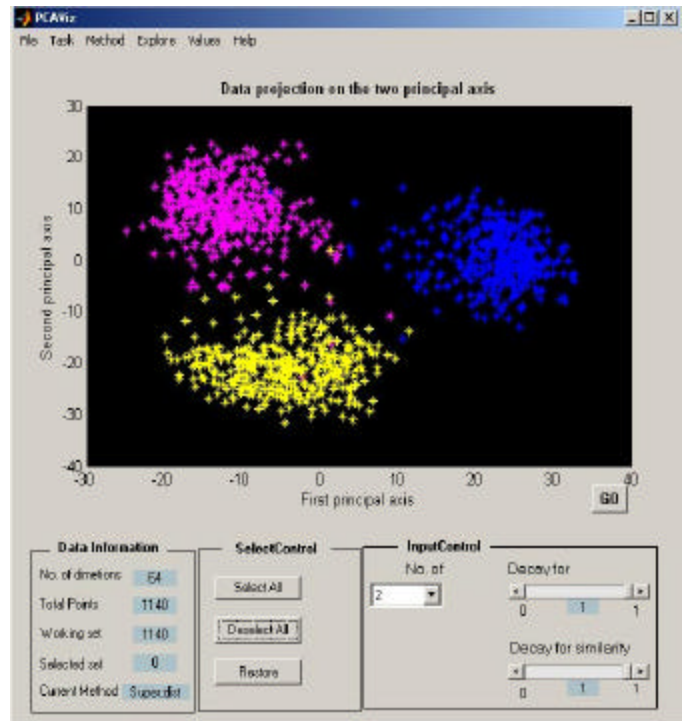 PCAViz
File Task Method Explore Values Help
Data projection on the two principal axis
Second principal axis
30
20
10
0
-10
-20
-30
-40
-30 -20 -10 0 10 20 30 40
First principal axis
GO
Data Information
No. of dmetions 64
Total Points 1140
Working set 1140
Selected set 0
Current Method Super.dist
SelectControl
Select All
Deselect All
Restore
InputControl
No. of
2
Decay for
0 1 1
Decay for similarity
0 1 1